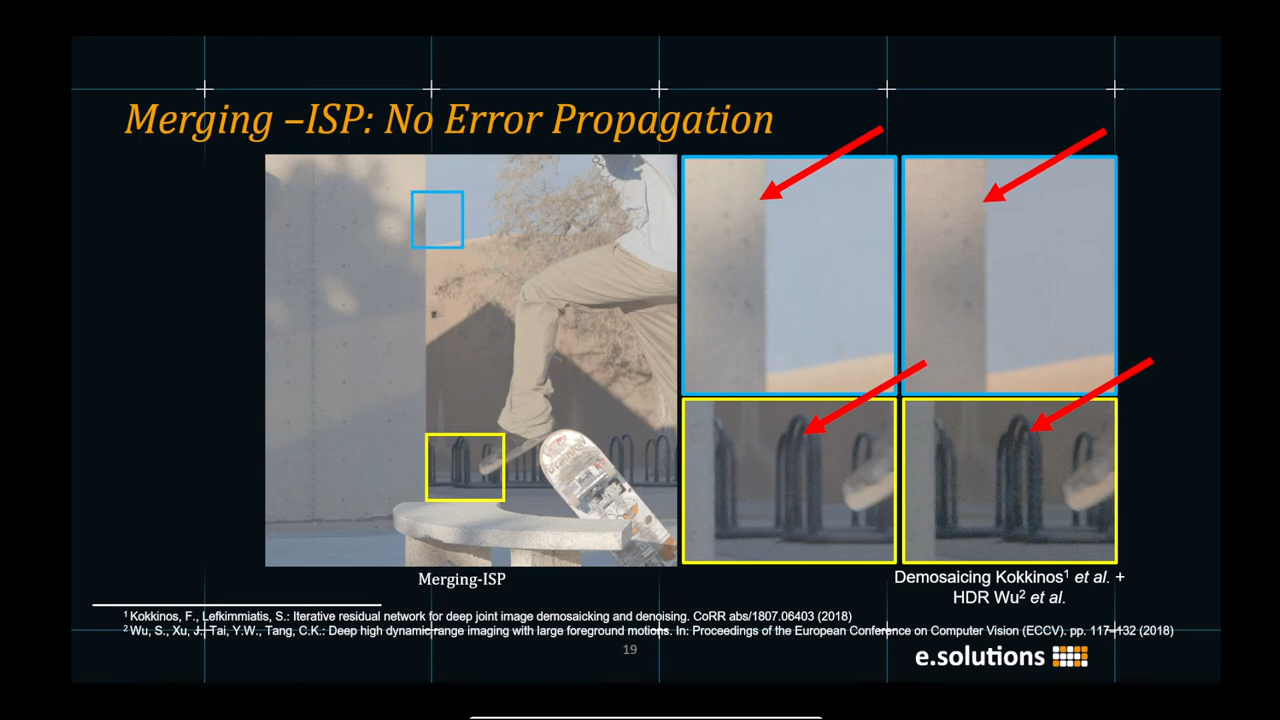 Merging –ISP: No Error Propagation
Merging-ISP
Demosaicing Kokkinos¹ et al. +
HDR Wu² et al.
¹ Kokkinos, F., Lefkimmiatis, S.: Iterative residual network for deep joint image demosaicking and denoising. CoRR abs/1807.06403 (2018)
² Wu, S., Xu, J., Tai, Y.W., Tang, C.K.: Deep high dynamic range imaging with large foreground motions. In: Proceedings of the European Conference on Computer Vision (ECCV). pp. 117–132 (2018)
19
e.solutions